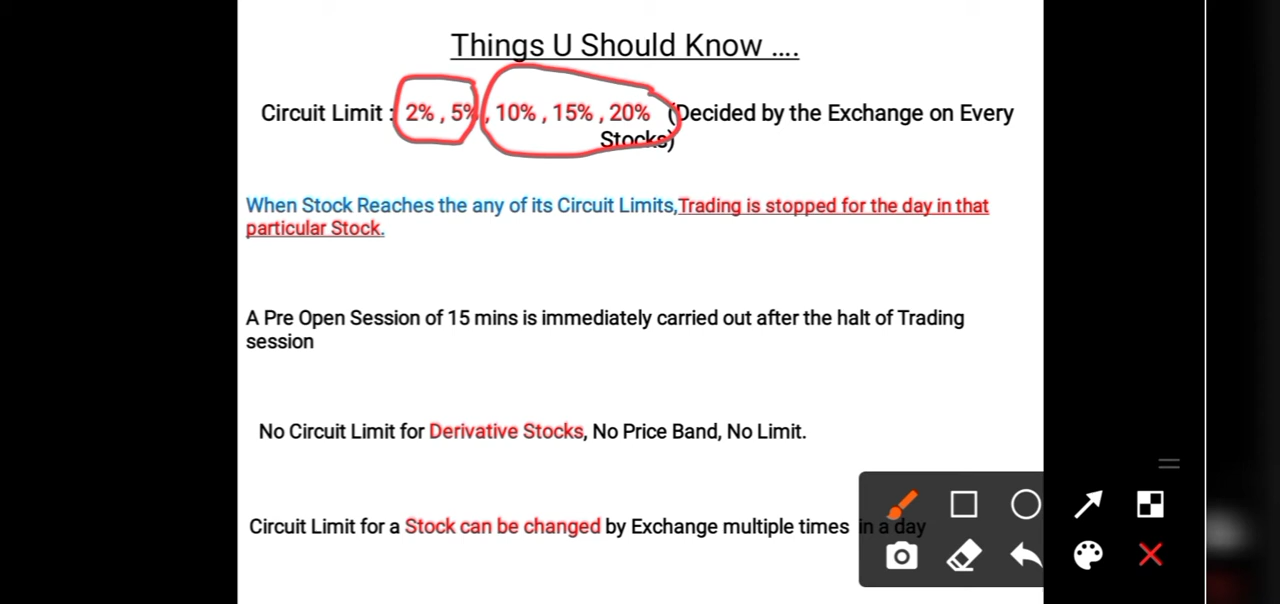 Things U Should Know ....
Circuit Limit : 2% , 5% , 10% , 15% , 20% (Decided by the Exchange on Every
Stocks)
When Stock Reaches the any of its Circuit Limits,Trading is stopped for the day in that
particular Stock.
A Pre Open Session of 15 mins is immediately carried out after the halt of Trading
session
No Circuit Limit for Derivative Stocks, No Price Band, No Limit.
Circuit Limit for a Stock can be changed by Exchange multiple times in a day